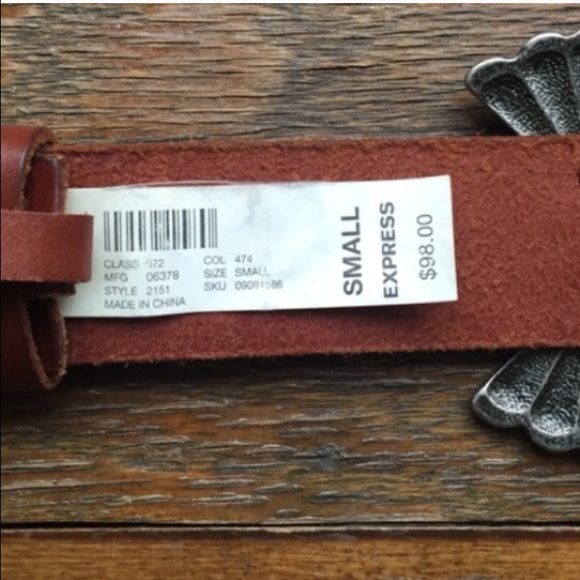 CLASS 072 COL 474
MFG 06378 SIZE SMALL
STYLE 2151 SKU 09091586
MADE IN CHINA
SMALL
EXPRESS
$98.00